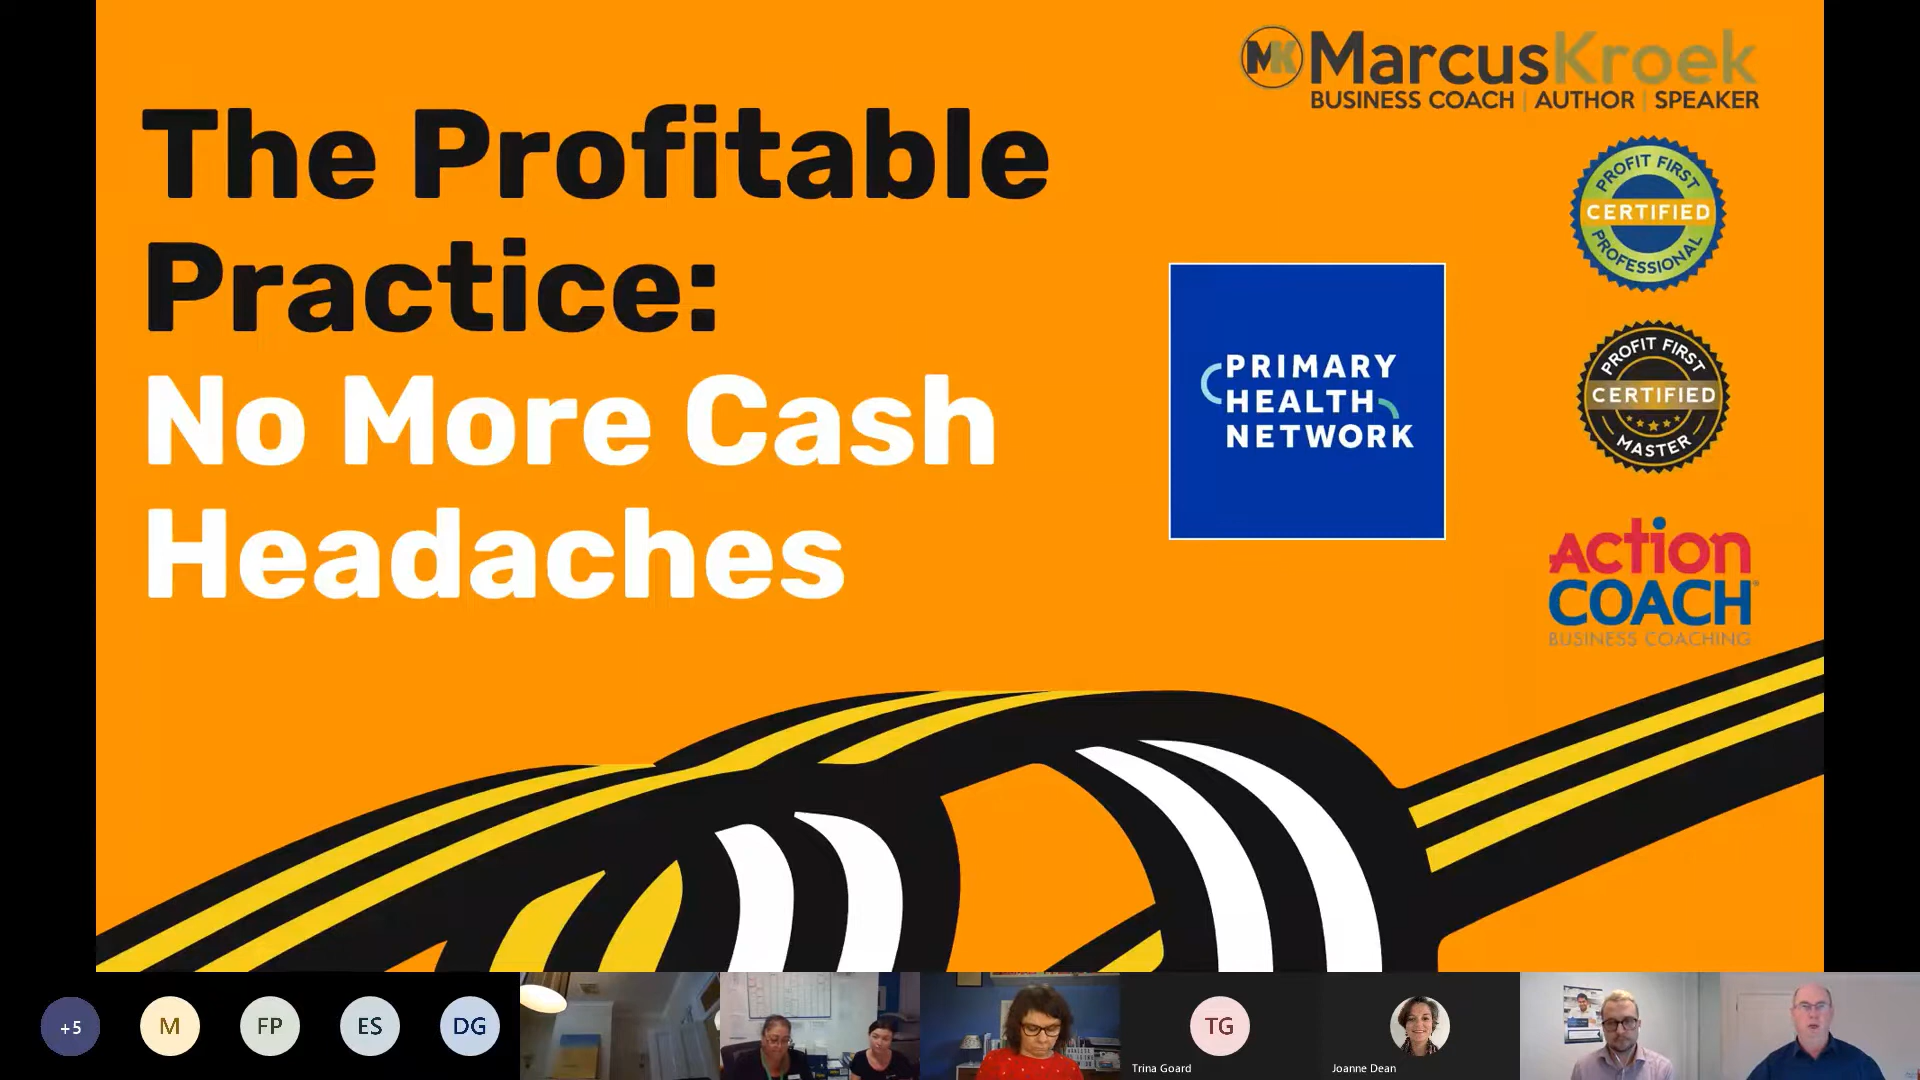 MK MarcusKroek
BUSINESS COACH | AUTHOR | SPEAKER
The Profitable
Practice:
No More Cash
Headaches
PROFIT FIRST
CERTIFIED
PROFESSIONAL
PRIMARY
HEALTH
NETWORK
PROFIT FIRST
CERTIFIED
MASTER
ACTION
COACH
BUSINESS COACHING
+5
M
FP
ES
DG
TG
Trina Goard
Joanne Dean